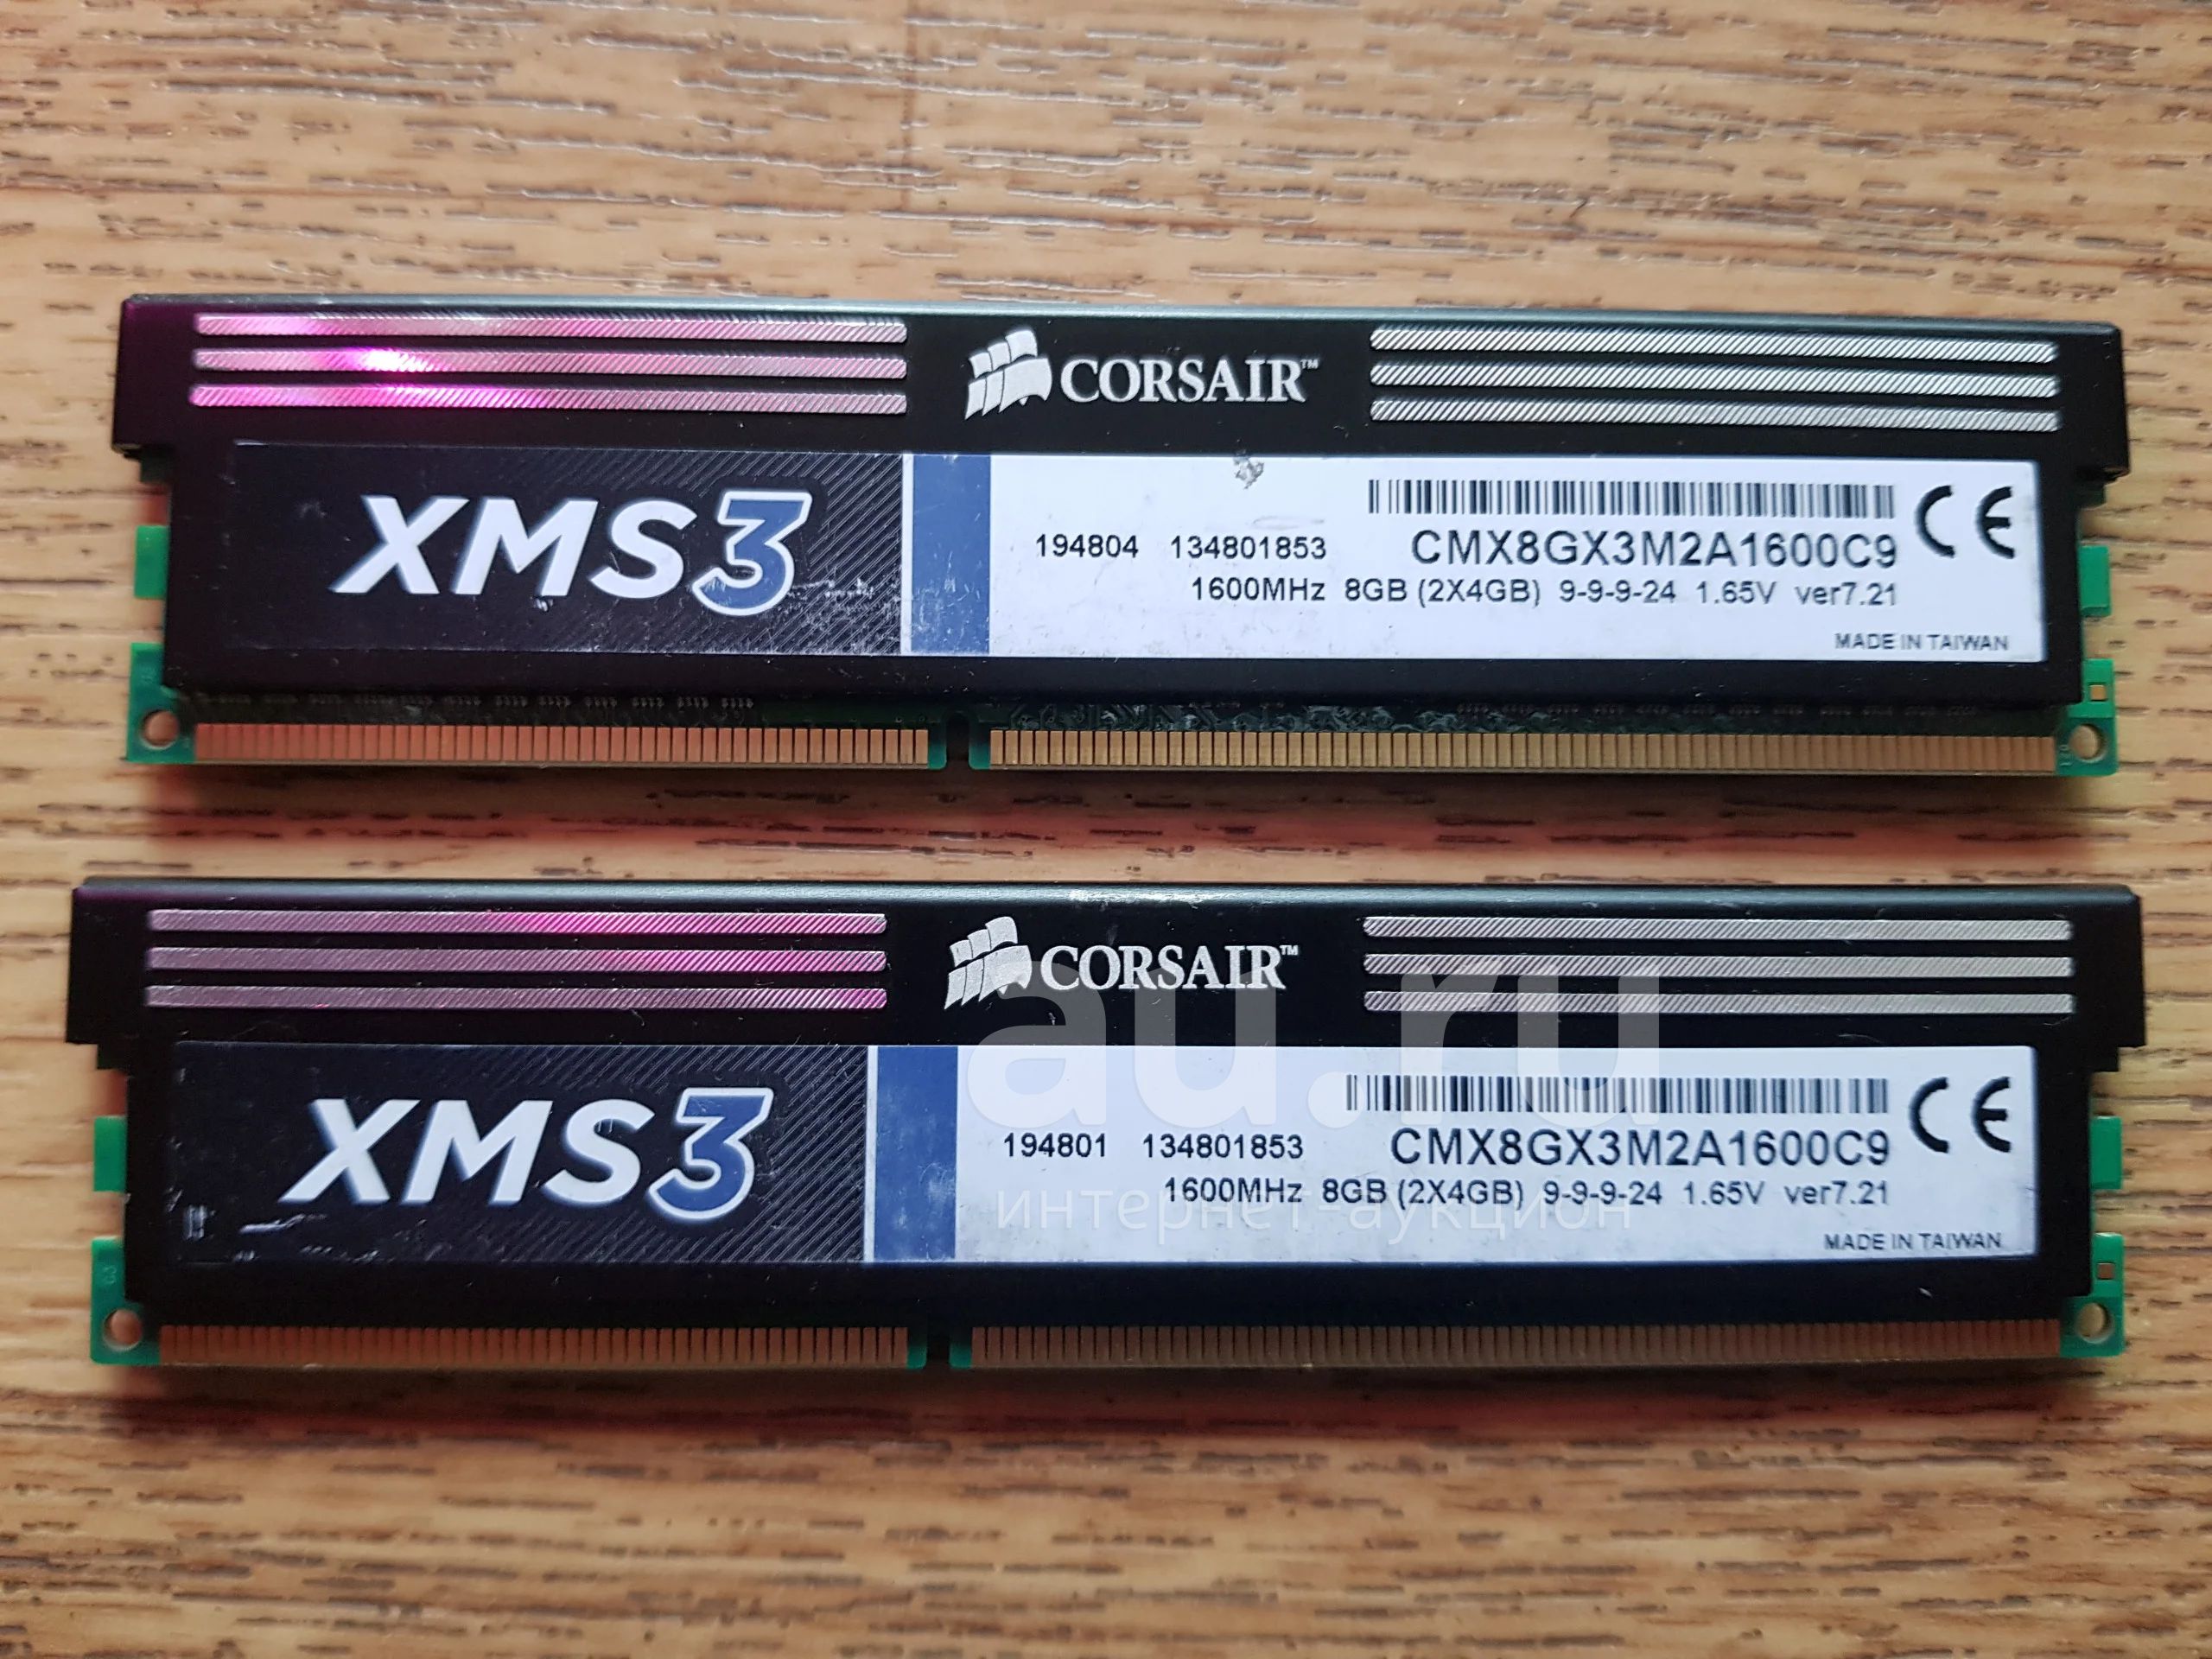 CORSAIR™
XMS3
CMX8GX3M2A1600C9
194804 134801853
1600MHz 8GB (2X4GB) 9-9-9-24 1.65V ver7.21
CE
MADE IN TAIWAN
CORSAIR™
au.ru
XMS3
CMX8GX3M2A1600C9
194801 134801853
1600MHz 8GB (2X4GB) 9-9-9-24 1.65V ver7.21
интернет-аукцион
CE
MADE IN TAIWAN